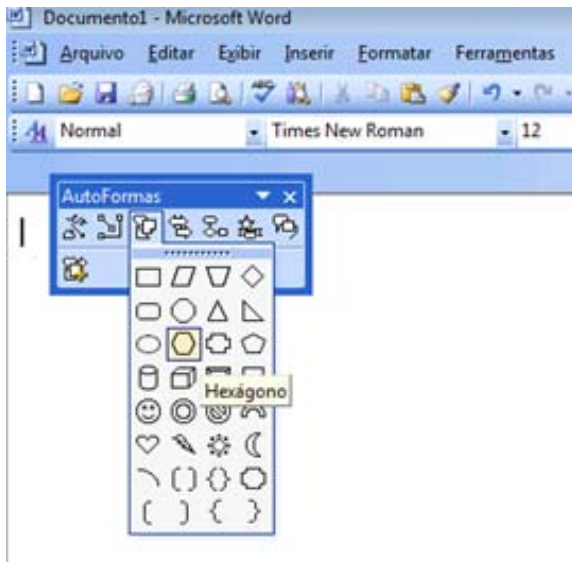 Documento1 - Microsoft Word
Arquivo Editar Exibir Inserir Formatar Ferramentas
Normal Times New Roman 12
AutoFormas
Hexágono